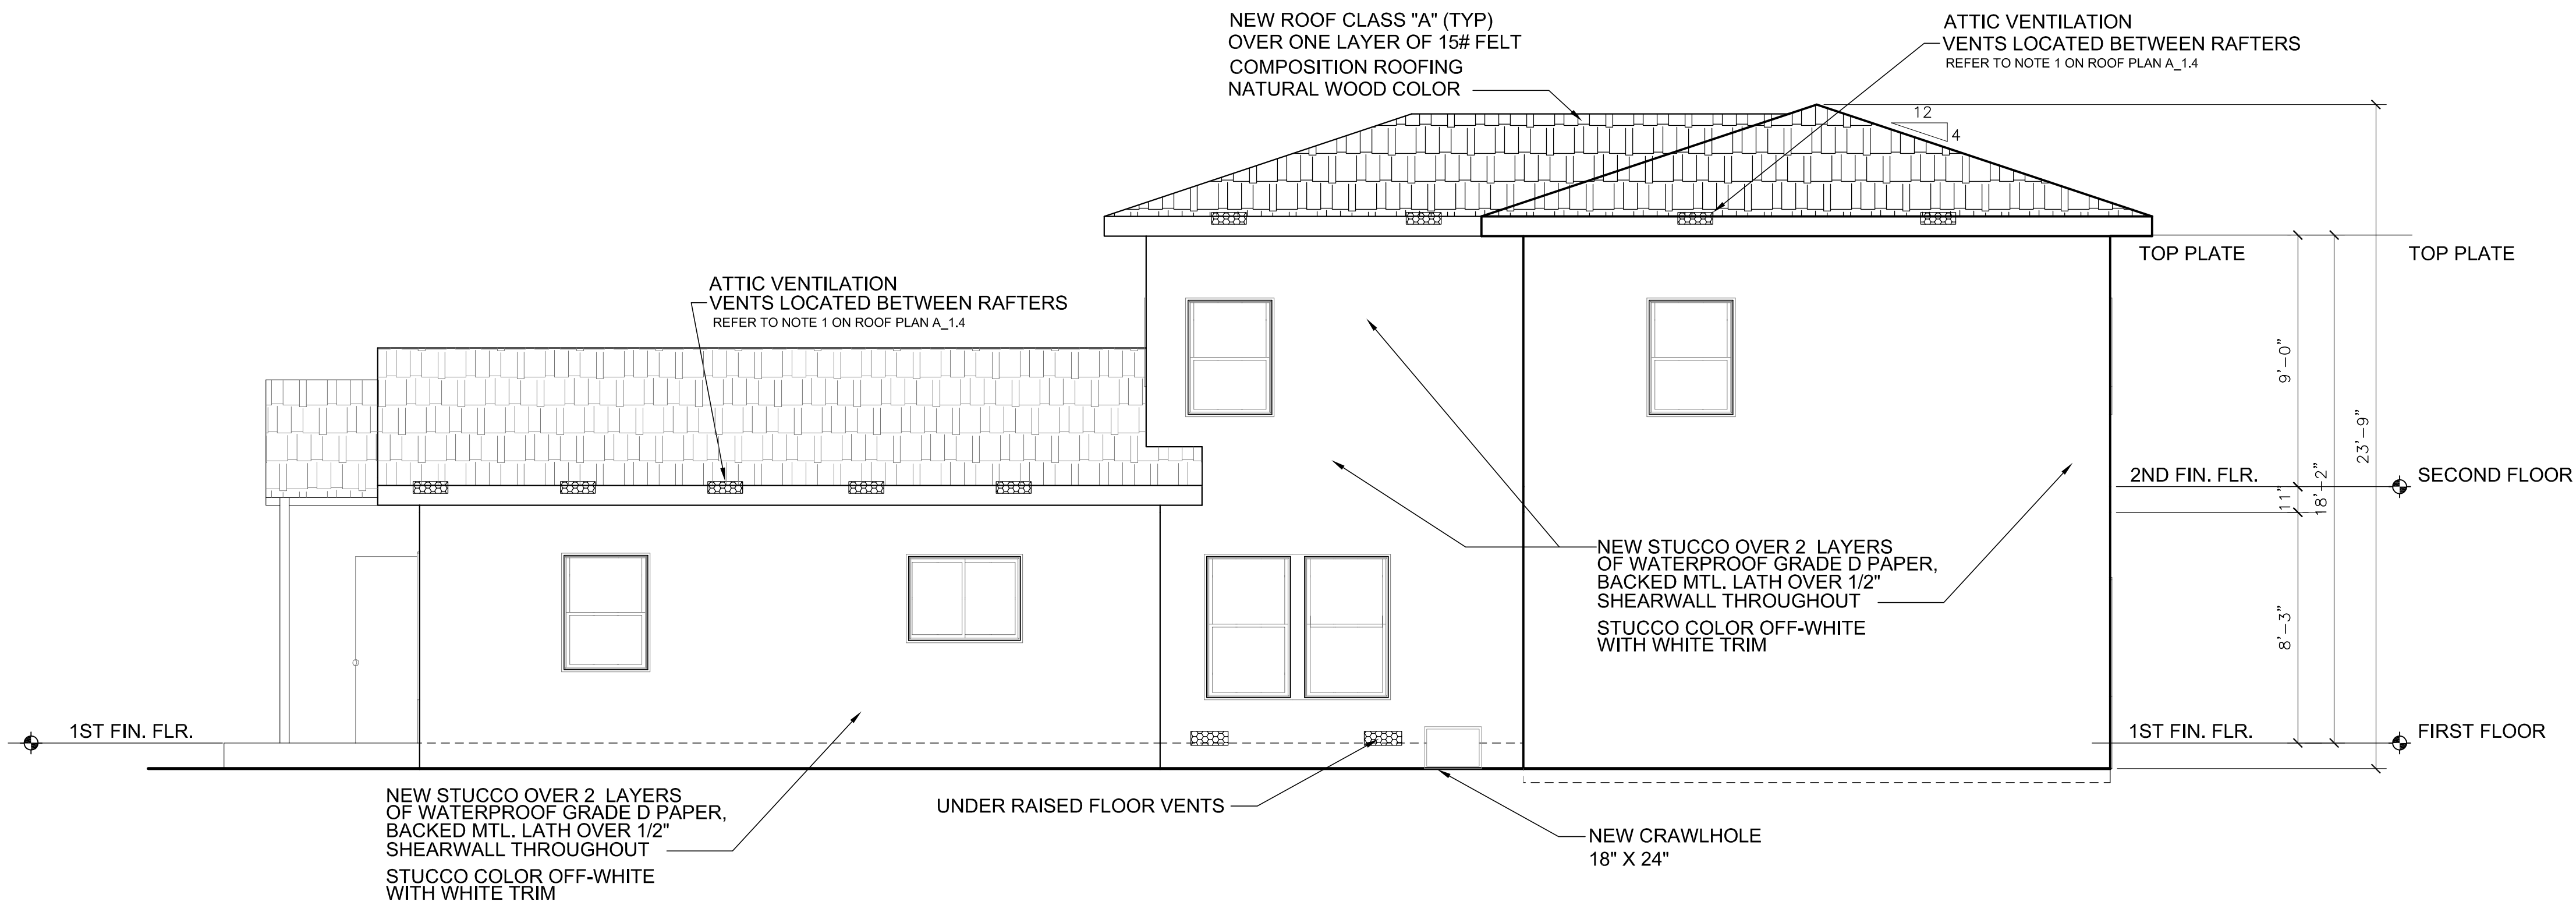 NEW ROOF CLASS "A" (TYP)
OVER ONE LAYER OF 15# FELT
COMPOSITION ROOFING
NATURAL WOOD COLOR
ATTIC VENTILATION
VENTS LOCATED BETWEEN RAFTERS
REFER TO NOTE 1 ON ROOF PLAN A_1.4
12
4
TOP PLATE
TOP PLATE
ATTIC VENTILATION
VENTS LOCATED BETWEEN RAFTERS
REFER TO NOTE 1 ON ROOF PLAN A_1.4
9'-0"
23'-9"
2ND FIN. FLR.
SECOND FLOOR
11"
18'-2"
NEW STUCCO OVER 2 LAYERS
OF WATERPROOF GRADE D PAPER,
BACKED MTL. LATH OVER 1/2"
SHEARWALL THROUGHOUT
STUCCO COLOR OFF-WHITE
WITH WHITE TRIM
8'-3"
1ST FIN. FLR.
1ST FIN. FLR.
FIRST FLOOR
NEW STUCCO OVER 2 LAYERS
OF WATERPROOF GRADE D PAPER,
BACKED MTL. LATH OVER 1/2"
SHEARWALL THROUGHOUT
STUCCO COLOR OFF-WHITE
WITH WHITE TRIM
UNDER RAISED FLOOR VENTS
NEW CRAWLHOLE
18" X 24"